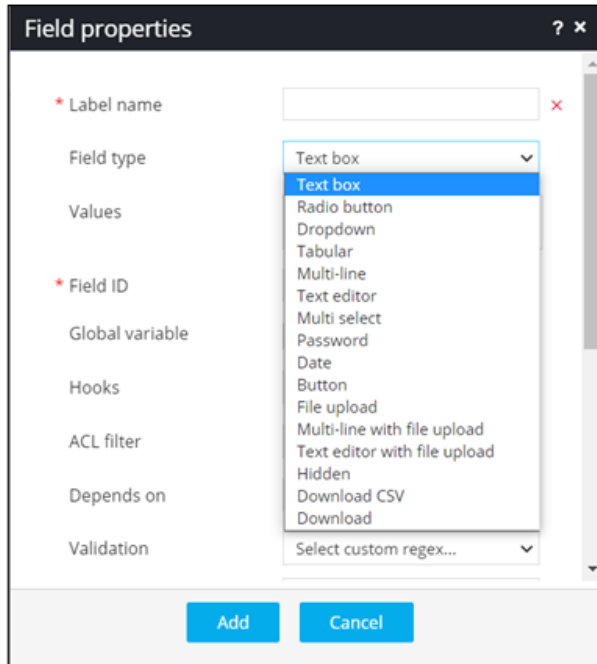 Field properties ? ×
* Label name ×
Field type Text box
Text box
Radio button
Values
Dropdown
Tabular
Multi-line
* Field ID
Text editor
Multi select
Global variable
Password
Date
Hooks
Button
File upload
Multi-line with file upload
ACL filter
Text editor with file upload
Hidden
Depends on
Download CSV
Download
Validation Select custom regex...
Add Cancel